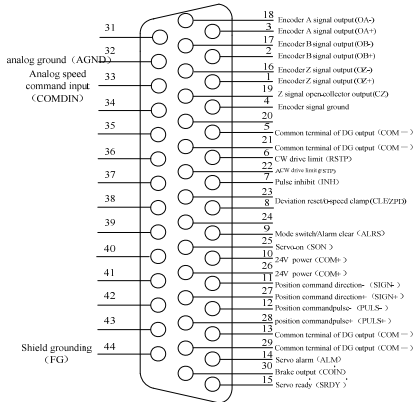 31
32
analog ground (AGND)
Analog speed
command input
(COMDIN)
33
34
35
36
37
38
39
40
41
42
43
Shield grounding
(FG)
44
18 Encoder A signal output (OA-)
3 Encoder A signal output (OA+)
17 Encoder B signal output (OB-)
2 Encoder B signal output (OB+)
16 Encoder Z signal output (OZ-)
1 Encoder Z signal output (OZ+)
19 Z signal open-collector output (CZ)
4 Encoder signal ground
20
5 Common terminal of DG output (COM－)
21 Common terminal of DG output (COM－)
6 CW drive limit (RSTP)
22 ACW drive limit (FSTP)
7 Pulse inhibit (INH)
23
8 Deviation reset/0-speed clamp (CLE/ZPD)
24
9 Mode switch/Alarm clear (ALRS)
25 Servo-on (SON)
10 24V power (COM+)
26 24V power (COM+)
11 Position command direction- (SIGN-)
27 Position command direction+ (SIGN+)
12 Position commandpulse- (PULS-)
28 position commandpulse+ (PULS+)
13 Common terminal of DG output (COM－)
29 Common terminal of DG output (COM－)
14 Servo alarm (ALM)
30 Brake output (COIN)
15 Servo ready (SRDY)